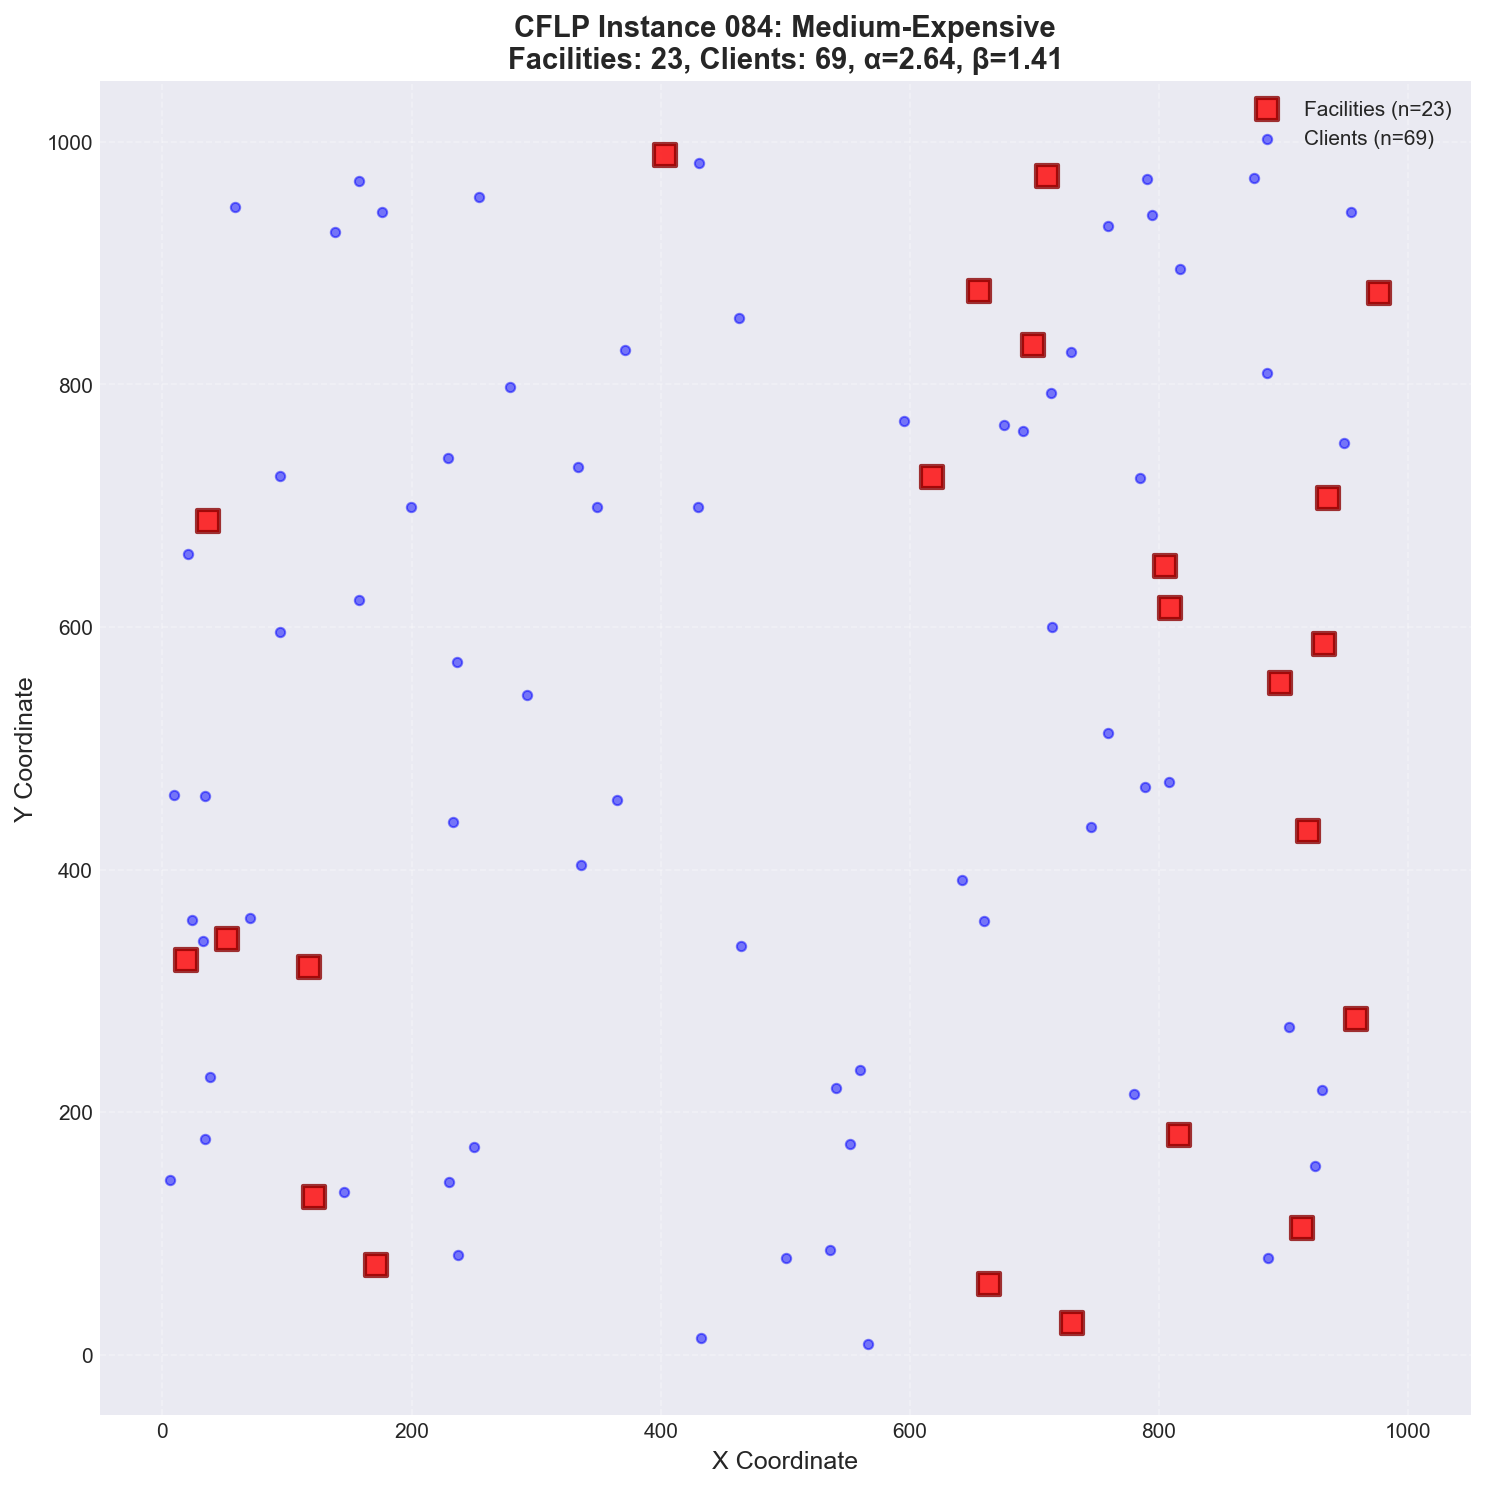 CFLP Instance 084: Medium-Expensive
Facilities: 23, Clients: 69, α=2.64, β=1.41
Facilities (n=23)
Clients (n=69)
1000
800
600
400
200
0
Y Coordinate
0 200 400 600 800 1000
X Coordinate